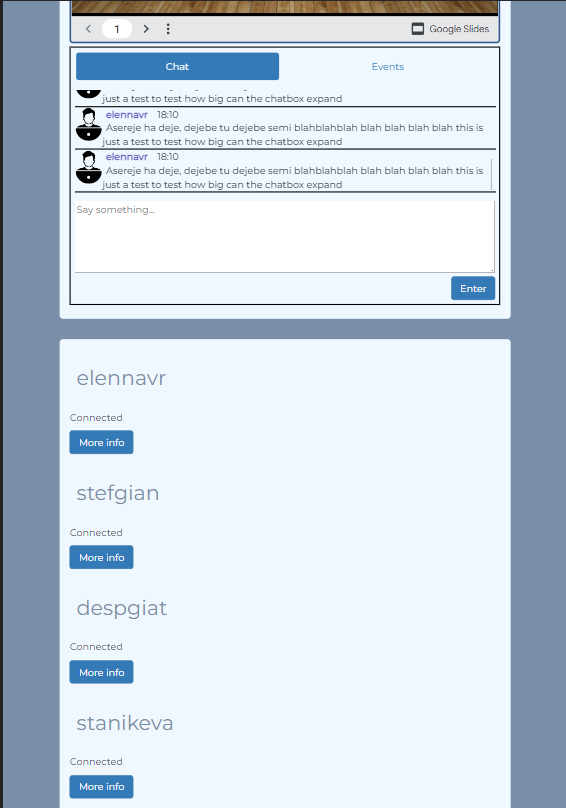 1
Google Slides
Chat
Events
just a test to test how big can the chatbox expand
elennavr 18:10
Asereje ha deje, dejebe tu dejebe semi blahblahblah blah blah blah blah this is
just a test to test how big can the chatbox expand
elennavr 18:10
Asereje ha deje, dejebe tu dejebe semi blahblahblah blah blah blah blah this is
just a test to test how big can the chatbox expand
Say something...
Enter
elennavr
Connected
More info
stefgian
Connected
More info
despgiat
Connected
More info
stanikeva
Connected
More info